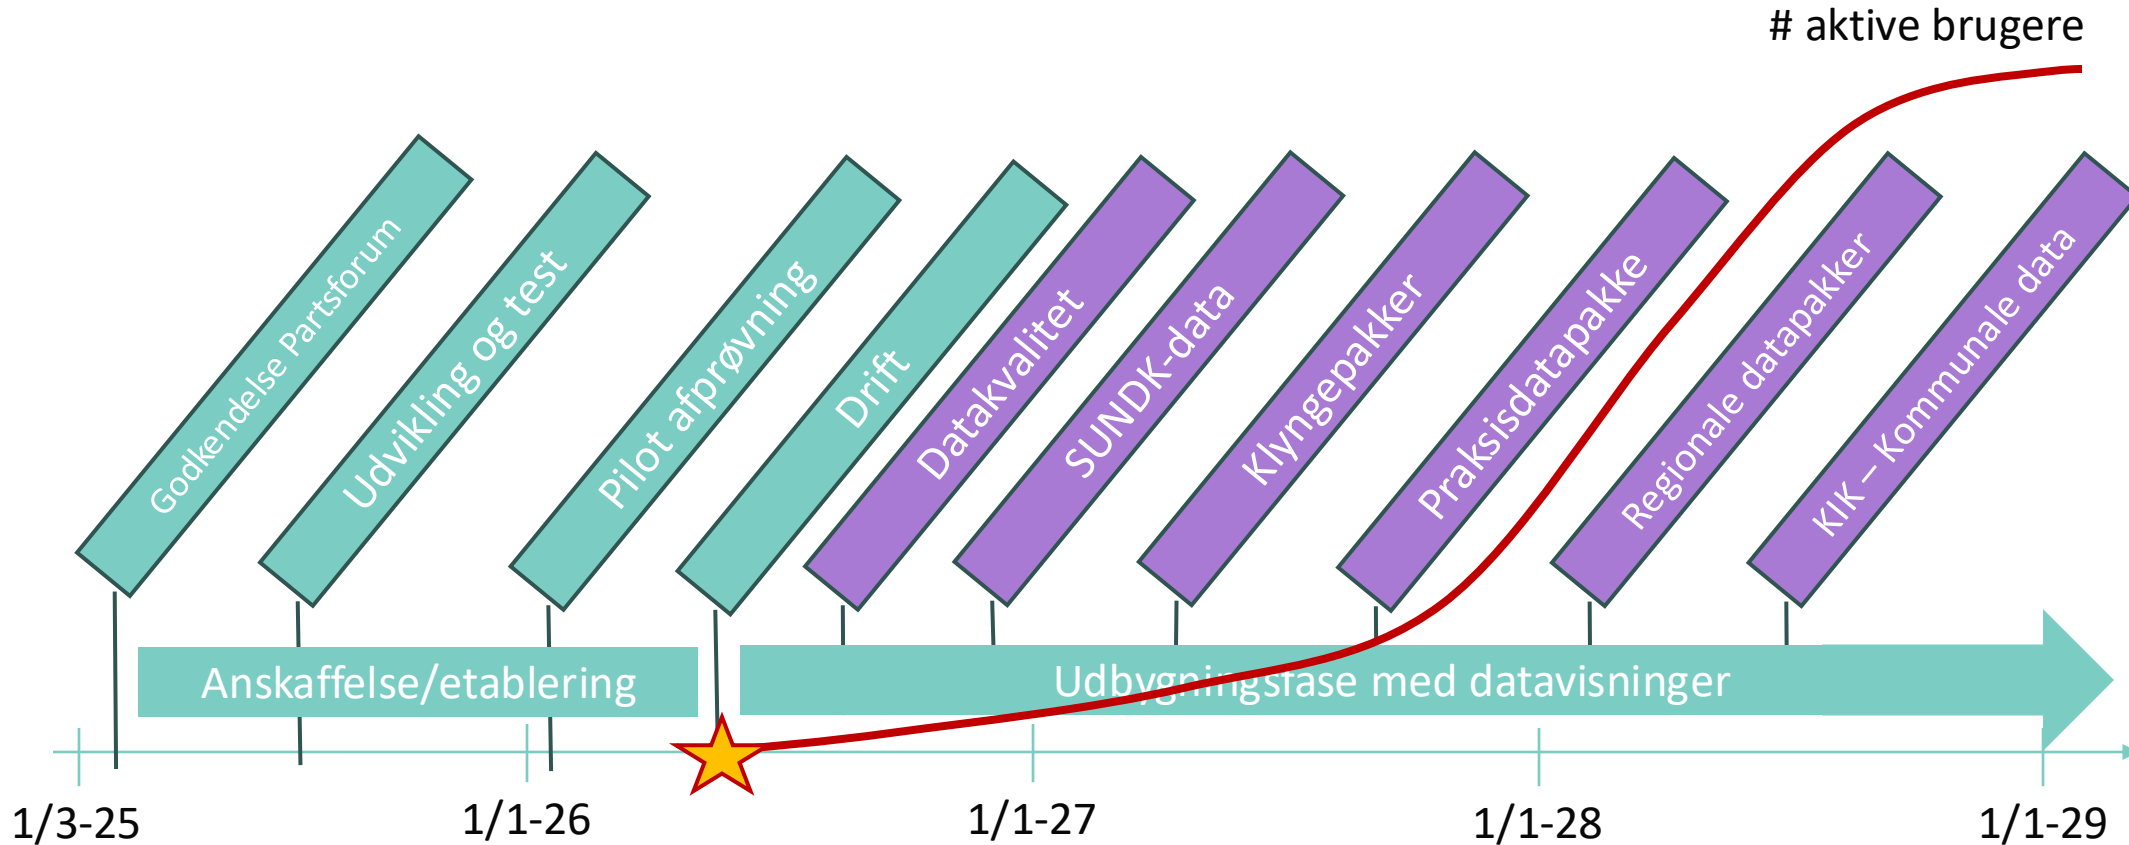 # aktive brugere
Godkendelse Partsforum
Udvikling og test
Pilot afprøvning
Drift
Datakvalitet
SUNDK-data
Klyngepakker
Praksisdatapakke
Regionale datapakker
KIK – Kommunale data
Anskaffelse/etablering
Udbygningsfase med datavisninger
1/3-25
1/1-26
1/1-27
1/1-28
1/1-29